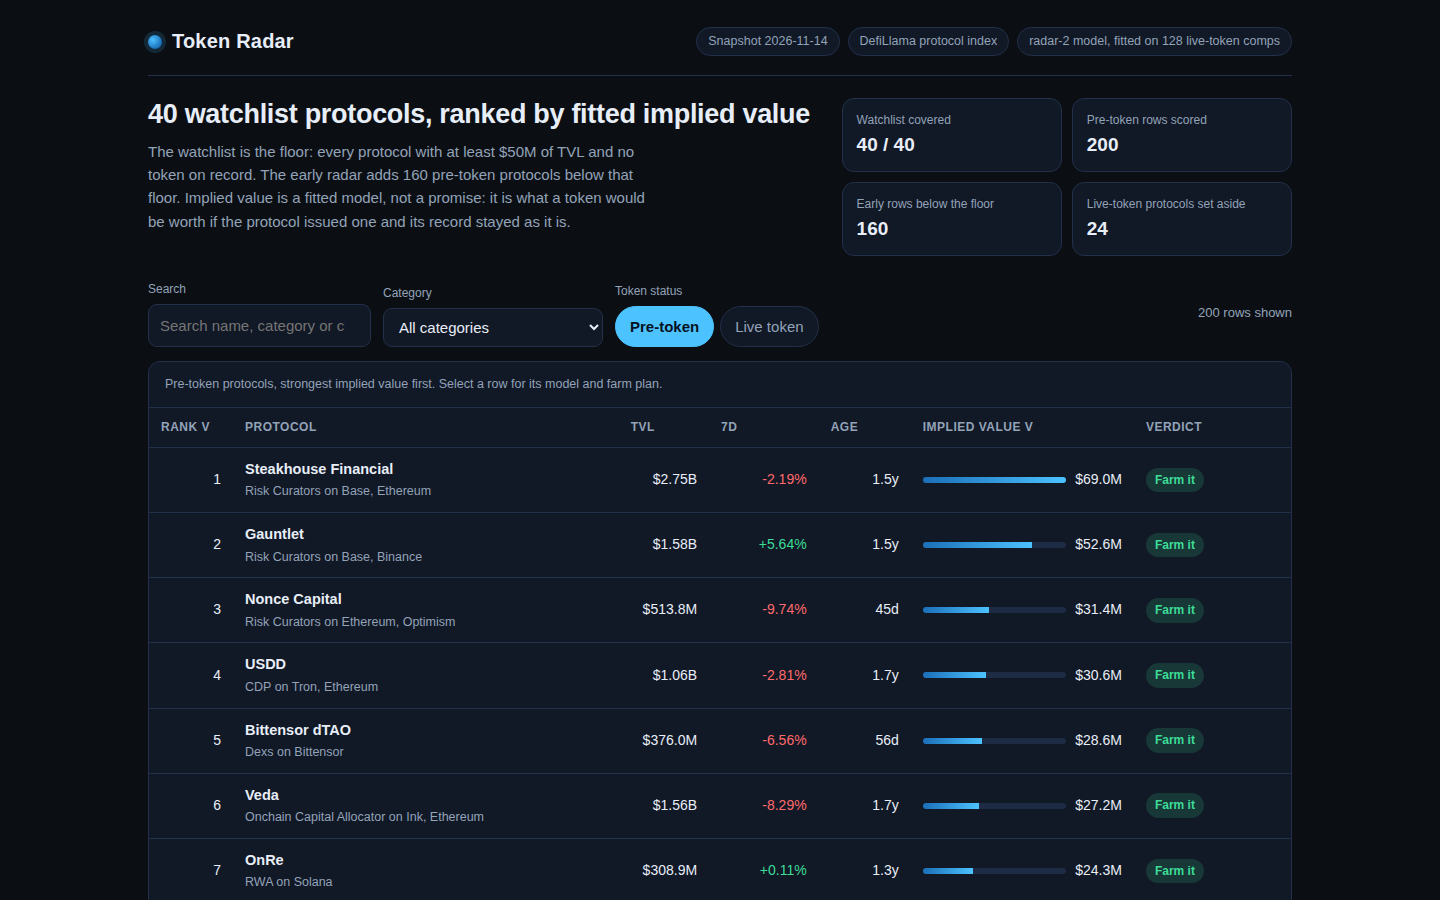 Token Radar
Snapshot 2026-11-14
DefiLlama protocol index
radar-2 model, fitted on 128 live-token comps
40 watchlist protocols, ranked by fitted implied value
The watchlist is the floor: every protocol with at least $50M of TVL and no
token on record. The early radar adds 160 pre-token protocols below that
floor. Implied value is a fitted model, not a promise: it is what a token would
be worth if the protocol issued one and its record stayed as it is.
Watchlist covered
40 / 40
Pre-token rows scored
200
Early rows below the floor
160
Live-token protocols set aside
24
Search
Search name, category or c
Category
All categories
Token status
Pre-token
Live token
200 rows shown
Pre-token protocols, strongest implied value first. Select a row for its model and farm plan.
RANK V PROTOCOL TVL 7D AGE IMPLIED VALUE V VERDICT
1 Steakhouse Financial $2.75B -2.19% 1.5y $69.0M Farm it
Risk Curators on Base, Ethereum
2 Gauntlet $1.58B +5.64% 1.5y $52.6M Farm it
Risk Curators on Base, Binance
3 Nonce Capital $513.8M -9.74% 45d $31.4M Farm it
Risk Curators on Ethereum, Optimism
4 USDD $1.06B -2.81% 1.7y $30.6M Farm it
CDP on Tron, Ethereum
5 Bittensor dTAO $376.0M -6.56% 56d $28.6M Farm it
Dexs on Bittensor
6 Veda $1.56B -8.29% 1.7y $27.2M Farm it
Onchain Capital Allocator on Ink, Ethereum
7 OnRe $308.9M +0.11% 1.3y $24.3M Farm it
RWA on Solana